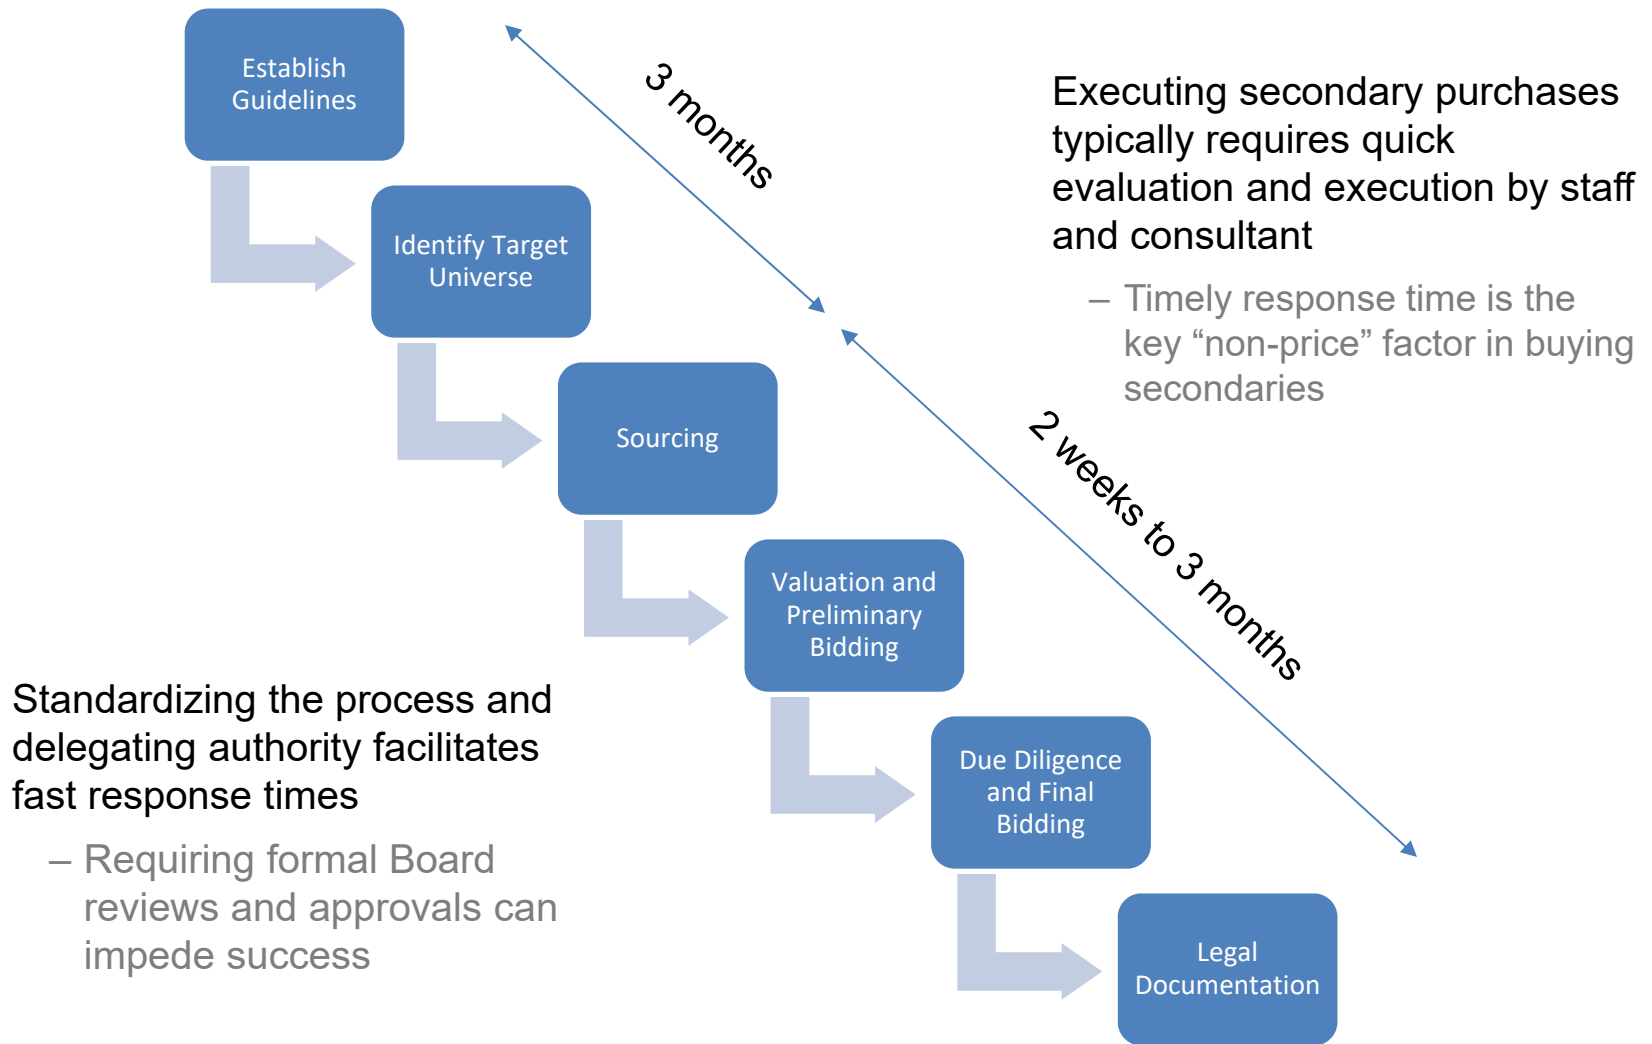 Establish
Guidelines
3 months
Executing secondary purchases
typically requires quick
evaluation and execution by staff
and consultant
– Timely response time is the
key “non-price” factor in buying
secondaries
Identify Target
Universe
Sourcing
2 weeks to 3 months
Valuation and
Preliminary
Bidding
Standardizing the process and
delegating authority facilitates
fast response times
– Requiring formal Board
reviews and approvals can
impede success
Due Diligence
and Final
Bidding
Legal
Documentation